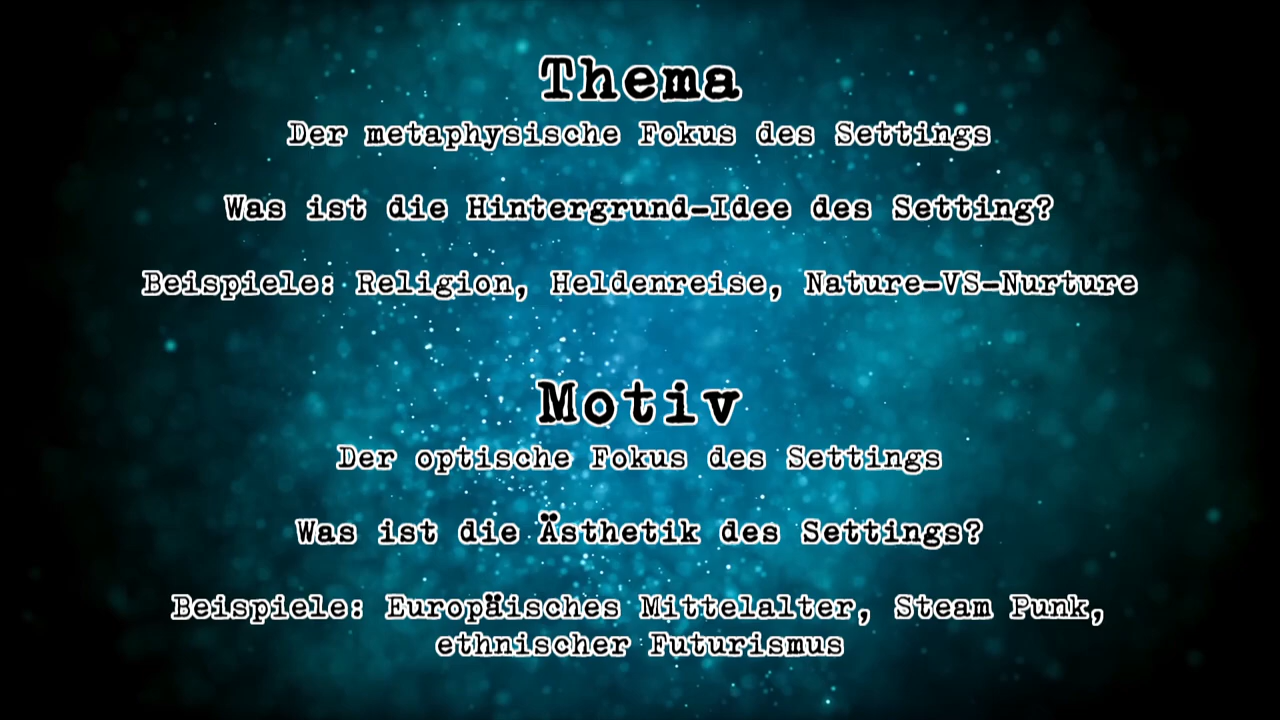 Thema
Der metaphysische Fokus des Settings
Was ist die Hintergrund-Idee des Setting?
Beispiele: Religion, Heldenreise, Nature-VS-Nurture
Motiv
Der optische Fokus des Settings
Was ist die Ästhetik des Settings?
Beispiele: Europäisches Mittelalter, Steam Punk,
ethnischer Futurismus